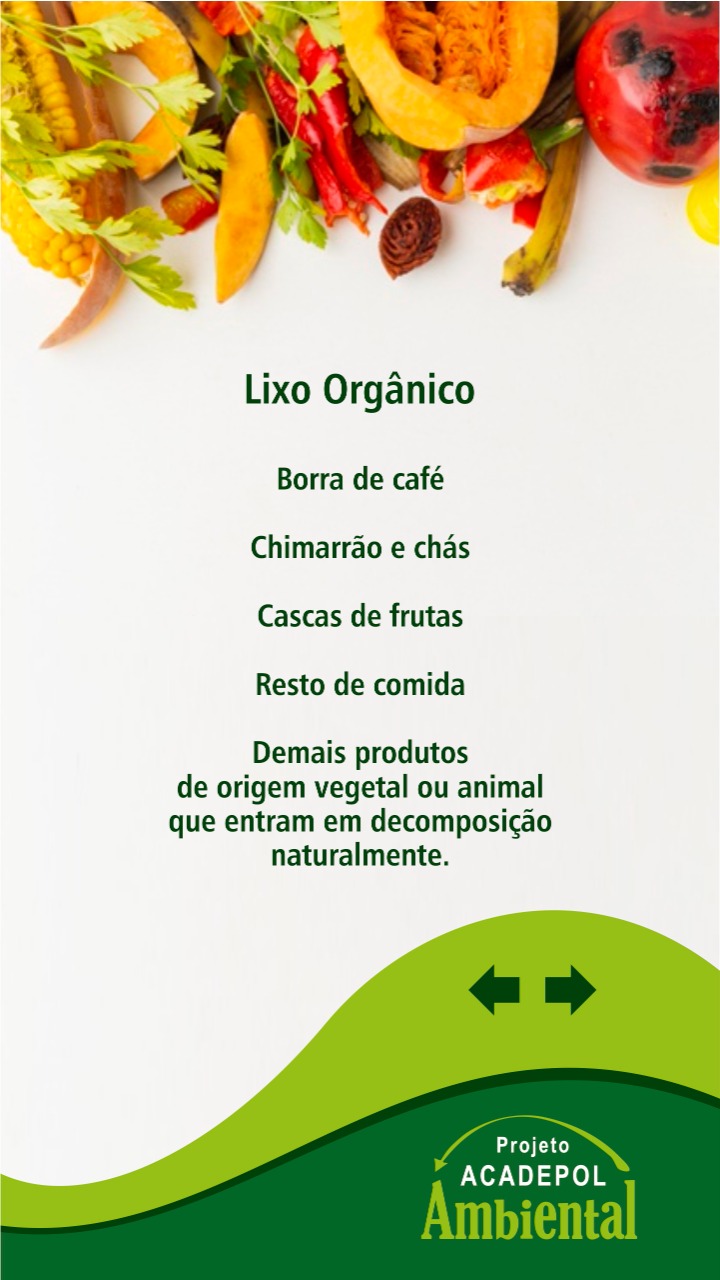 Lixo Orgânico
Borra de café
Chimarrão e chás
Cascas de frutas
Resto de comida
Demais produtos
de origem vegetal ou animal
que entram em decomposição
naturalmente.
Projeto
ACADEPOL
Ambiental